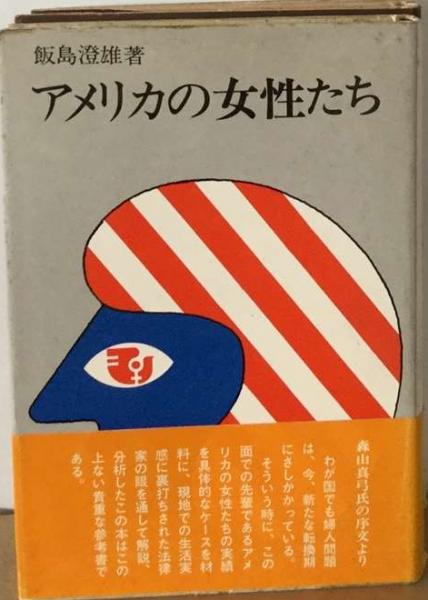 飯島澄雄著
アメリカの女性たち
森山真弓氏の序文より
わが国でも婦人問題
は、今、新たな転換期
にさしかかっている。
そういう時に、この
面での先輩であるアメ
リカの女性たちの実績
を具体的なケースを材
料に、現地での生活実
感に裏打ちされた法律
家の眼を通して解説、
分析したこの本はこの
上ない貴重な参考書で
ある。